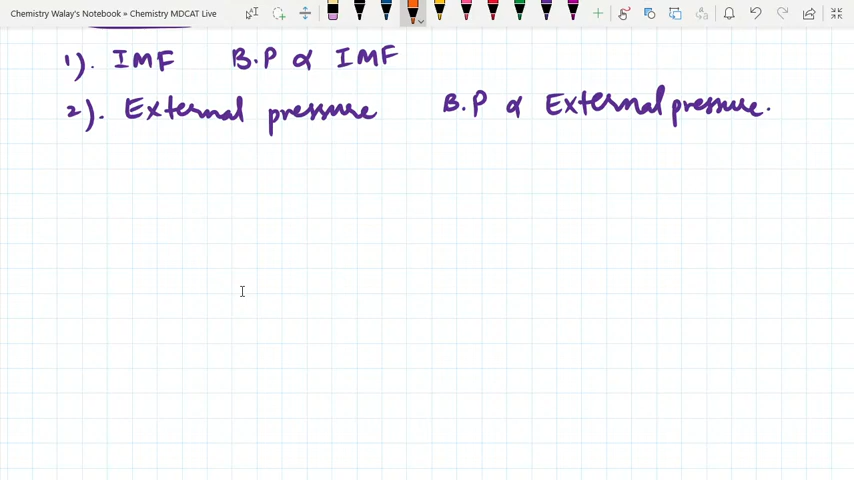 Chemistry Walay's Notebook » Chemistry MDCAT Live
1). IMF B.P α IMF
2). External pressure B.P α External pressure.